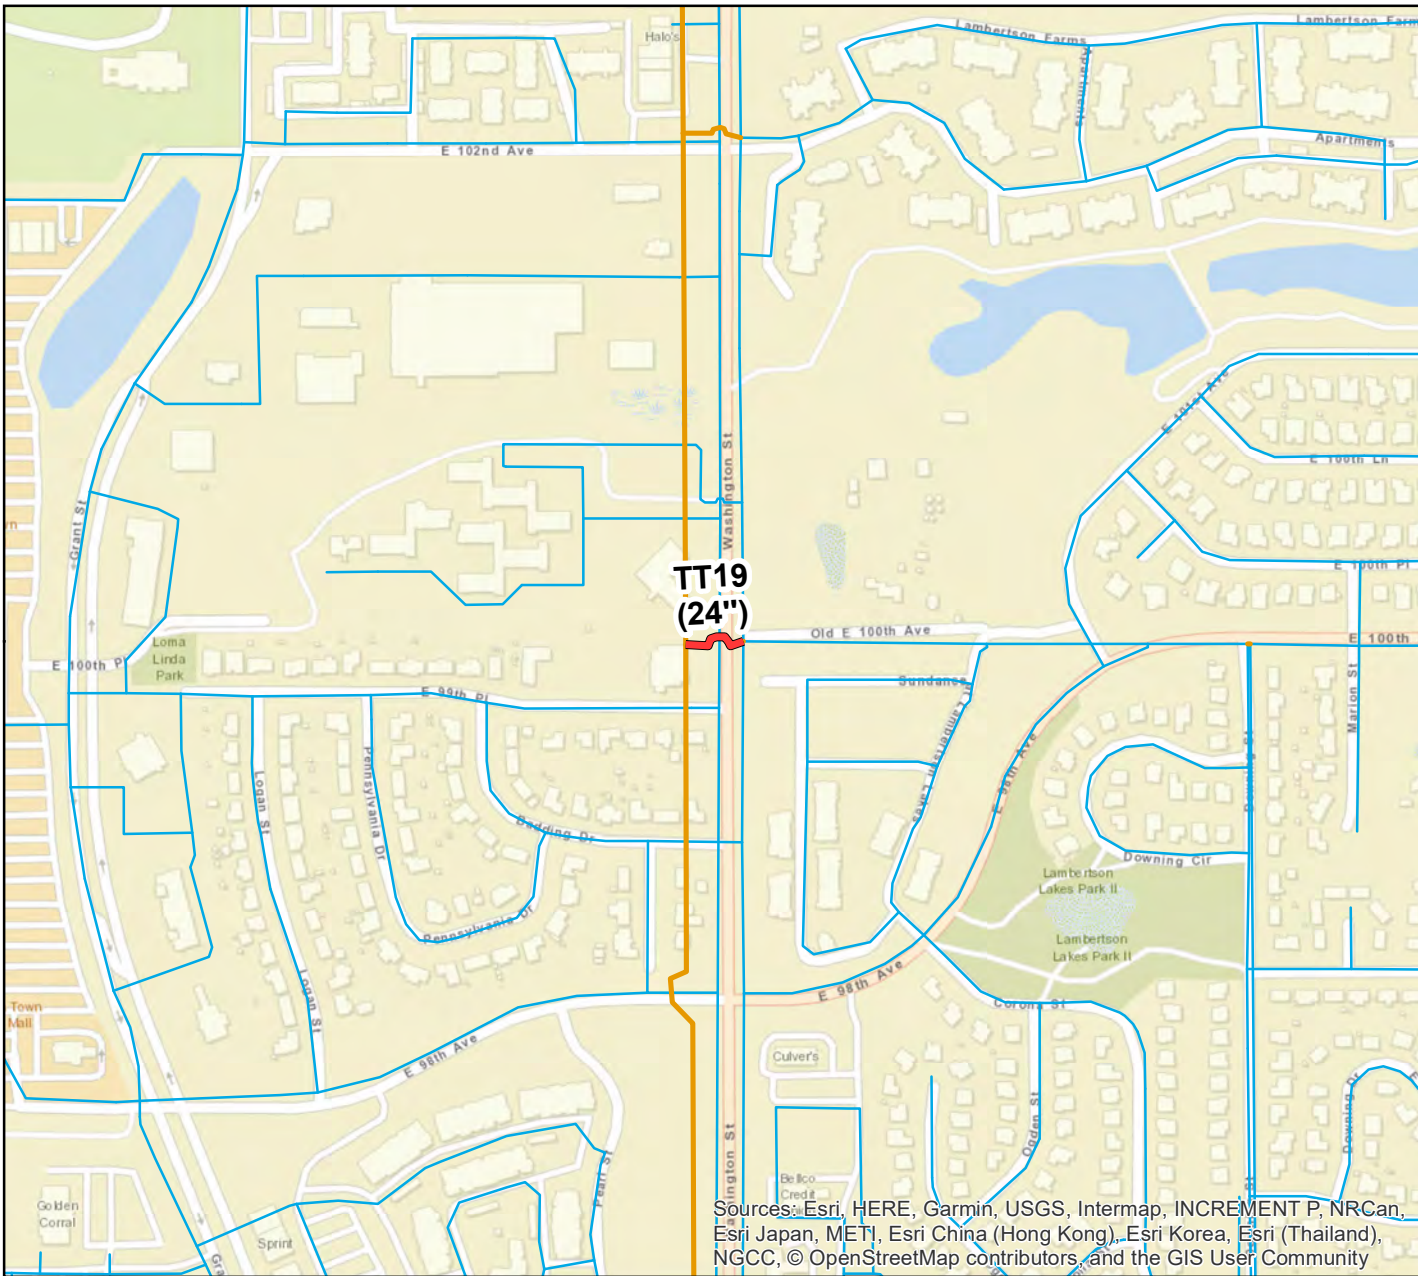 Lambertson Farms
Lambertson Farm
Halo's
Apartments
E 102nd Ave
Apartments
E 101st Ave
E 100th Ln
Washington St
Grant St
E 100th Pl
TT19
(24")
Old E 100th Ave
E 100th
Loma
Linda
Park
E 100th Pl
E 99th Pl
Sundance
Dr Lambertson Lakes
Marion St
E 98th Ave
Downing St
Logan St
Pennsylvania Dr
Badding Dr
Downing Cir
Lambertson
Lakes Park II
Lambertson
Lakes Park II
Pennsylvania Dr
Logan St
E 98th Ave
Corona St
Town
Mall
E 98th Ave
Culver's
Ogden St
Downing Dr
Pearl St
Washington St
Bellco
Credit
Golden
Corral
Sprint
Sources: Esri, HERE, Garmin, USGS, Intermap, INCREMENT P, NRCan,
Esri Japan, METI, Esri China (Hong Kong), Esri Korea, Esri (Thailand),
NGCC, © OpenStreetMap contributors, and the GIS User Community